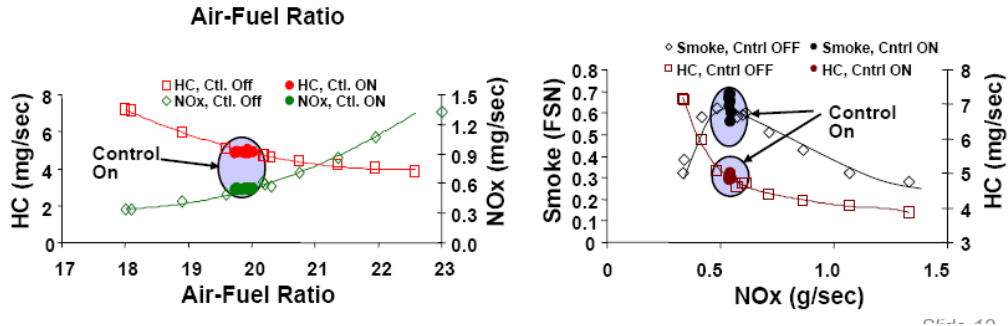 Air-Fuel Ratio
HC, Ctl. Off
HC, Ctl. ON
NOx, Ctl. Off
NOx, Ctl. ON
HC (mg/sec)
8
6
4
2
0
Control
On
NOx (mg/sec)
1.5
1.2
0.9
0.6
0.3
0.0
17
18
19
20
21
22
23
Air-Fuel Ratio
Smoke, Cntrl OFF
Smoke, Cntrl ON
HC, Cntrl OFF
HC, Cntrl ON
Smoke (FSN)
0.8
0.7
0.6
0.5
0.4
0.3
0.2
0.1
0
Control
On
HC (mg/sec)
8
7
6
5
4
3
0
0.5
1.0
1.5
NOx (g/sec)